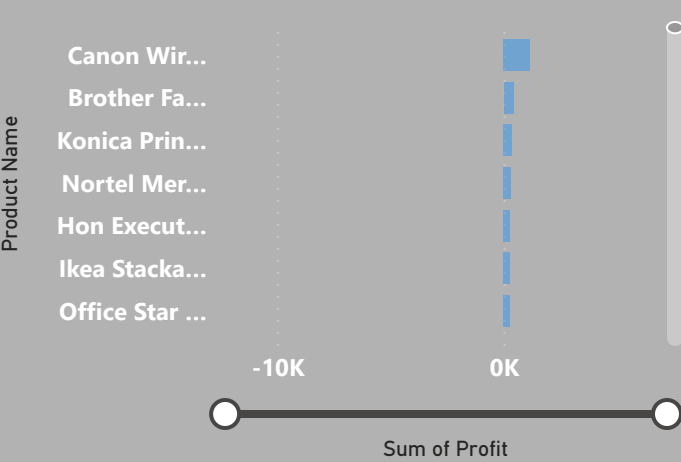 Product Name
Canon Wir...
Brother Fa...
Konica Prin...
Nortel Mer...
Hon Execut...
Ikea Stacka...
Office Star ...
-10K 0K
Sum of Profit